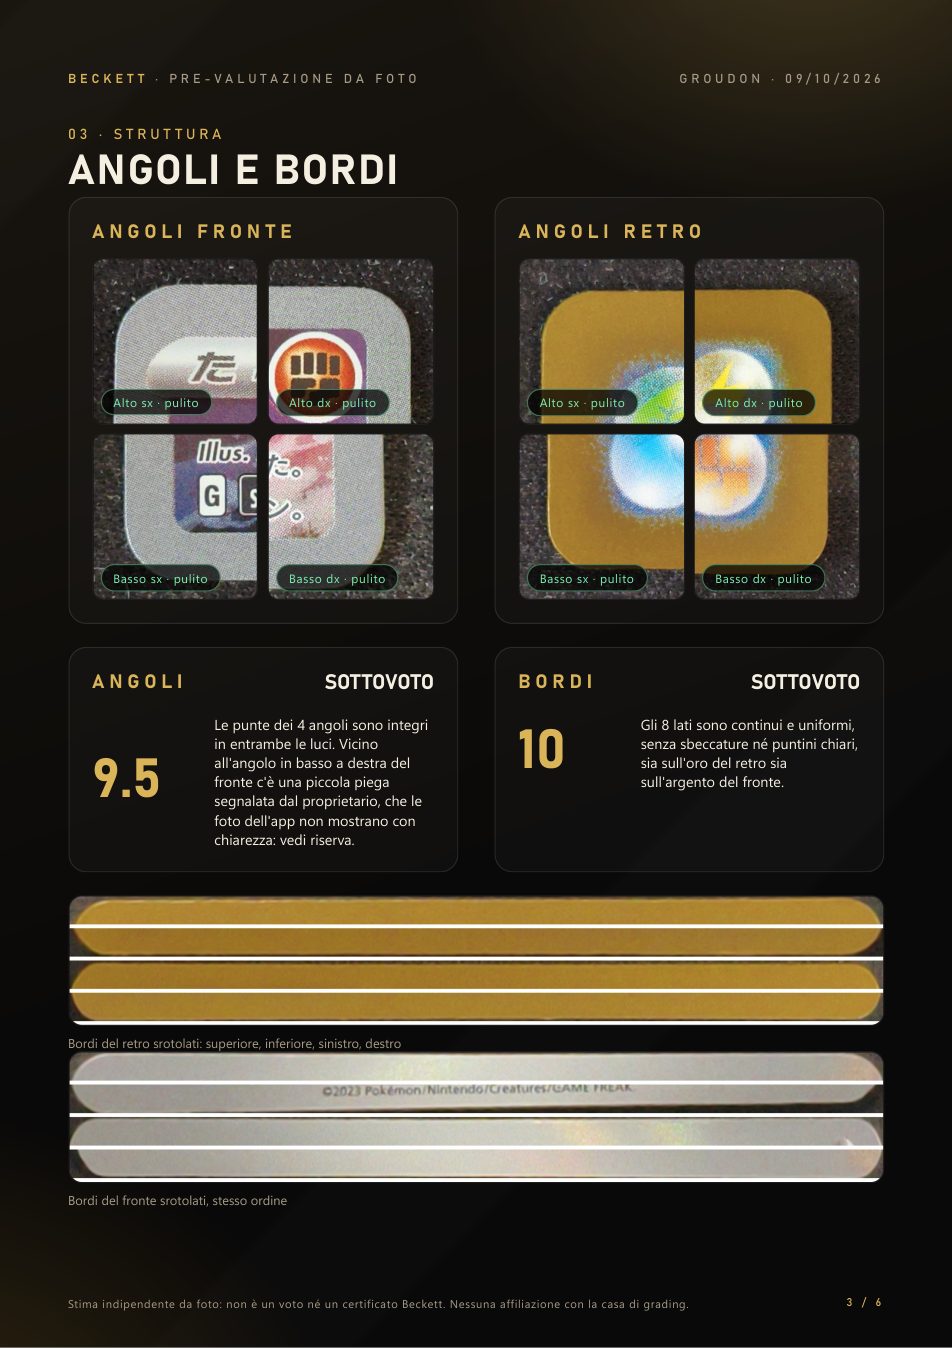 BECKETT · PRE-VALUTAZIONE DA FOTO
GROUDON · 09/10/2026
03 · STRUTTURA
ANGOLI E BORDI
ANGOLI FRONTE
た
Alto sx · pulito
Alto dx · pulito
Illus.
G
た。
ン。
Basso sx · pulito
Basso dx · pulito
ANGOLI RETRO
Alto sx · pulito
Alto dx · pulito
Basso sx · pulito
Basso dx · pulito
ANGOLI
SOTTOVOTO
9.5
Le punte dei 4 angoli sono integri
in entrambe le luci. Vicino
all'angolo in basso a destra del
fronte c'è una piccola piega
segnalata dal proprietario, che le
foto dell'app non mostrano con
chiarezza: vedi riserva.
BORDI
SOTTOVOTO
10
Gli 8 lati sono continui e uniformi,
senza sbeccature né puntini chiari,
sia sull'oro del retro sia
sull'argento del fronte.
Bordi del retro srotolati: superiore, inferiore, sinistro, destro
©2023 Pokémon/Nintendo/Creatures/GAME FREAK
Bordi del fronte srotolati, stesso ordine
Stima indipendente da foto: non è un voto né un certificato Beckett. Nessuna affiliazione con la casa di grading.
3 / 6